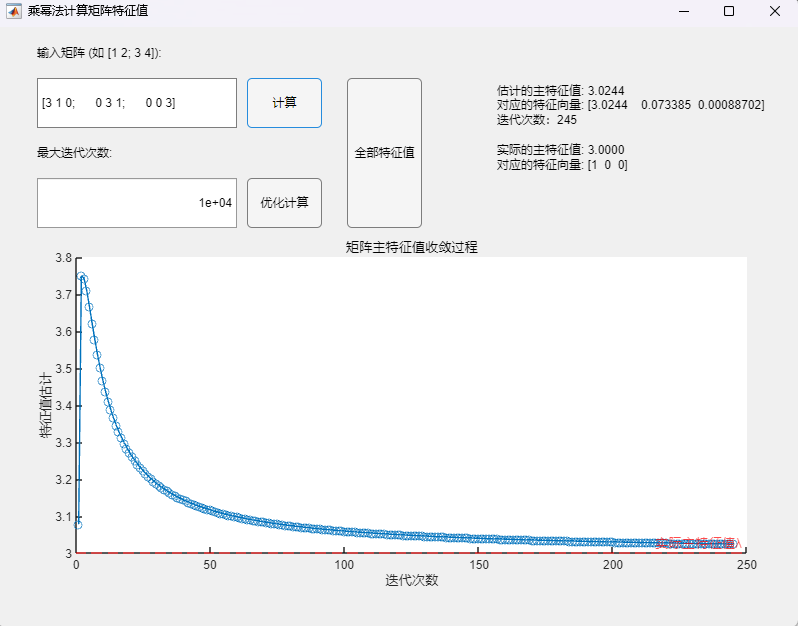 乘幂法计算矩阵特征值
输入矩阵 (如 [1 2; 3 4]):
[3 1 0; 0 3 1; 0 0 3]
计算
全部特征值
最大迭代次数:
1e+04
优化计算
估计的主特征值: 3.0244
对应的特征向量: [3.0244 0.073385 0.00088702]
迭代次数: 245
实际的主特征值: 3.0000
对应的特征向量: [1 0 0]
矩阵主特征值收敛过程
特征值估计
3.8
3.7
3.6
3.5
3.4
3.3
3.2
3.1
3
0
50
100
150
200
250
迭代次数